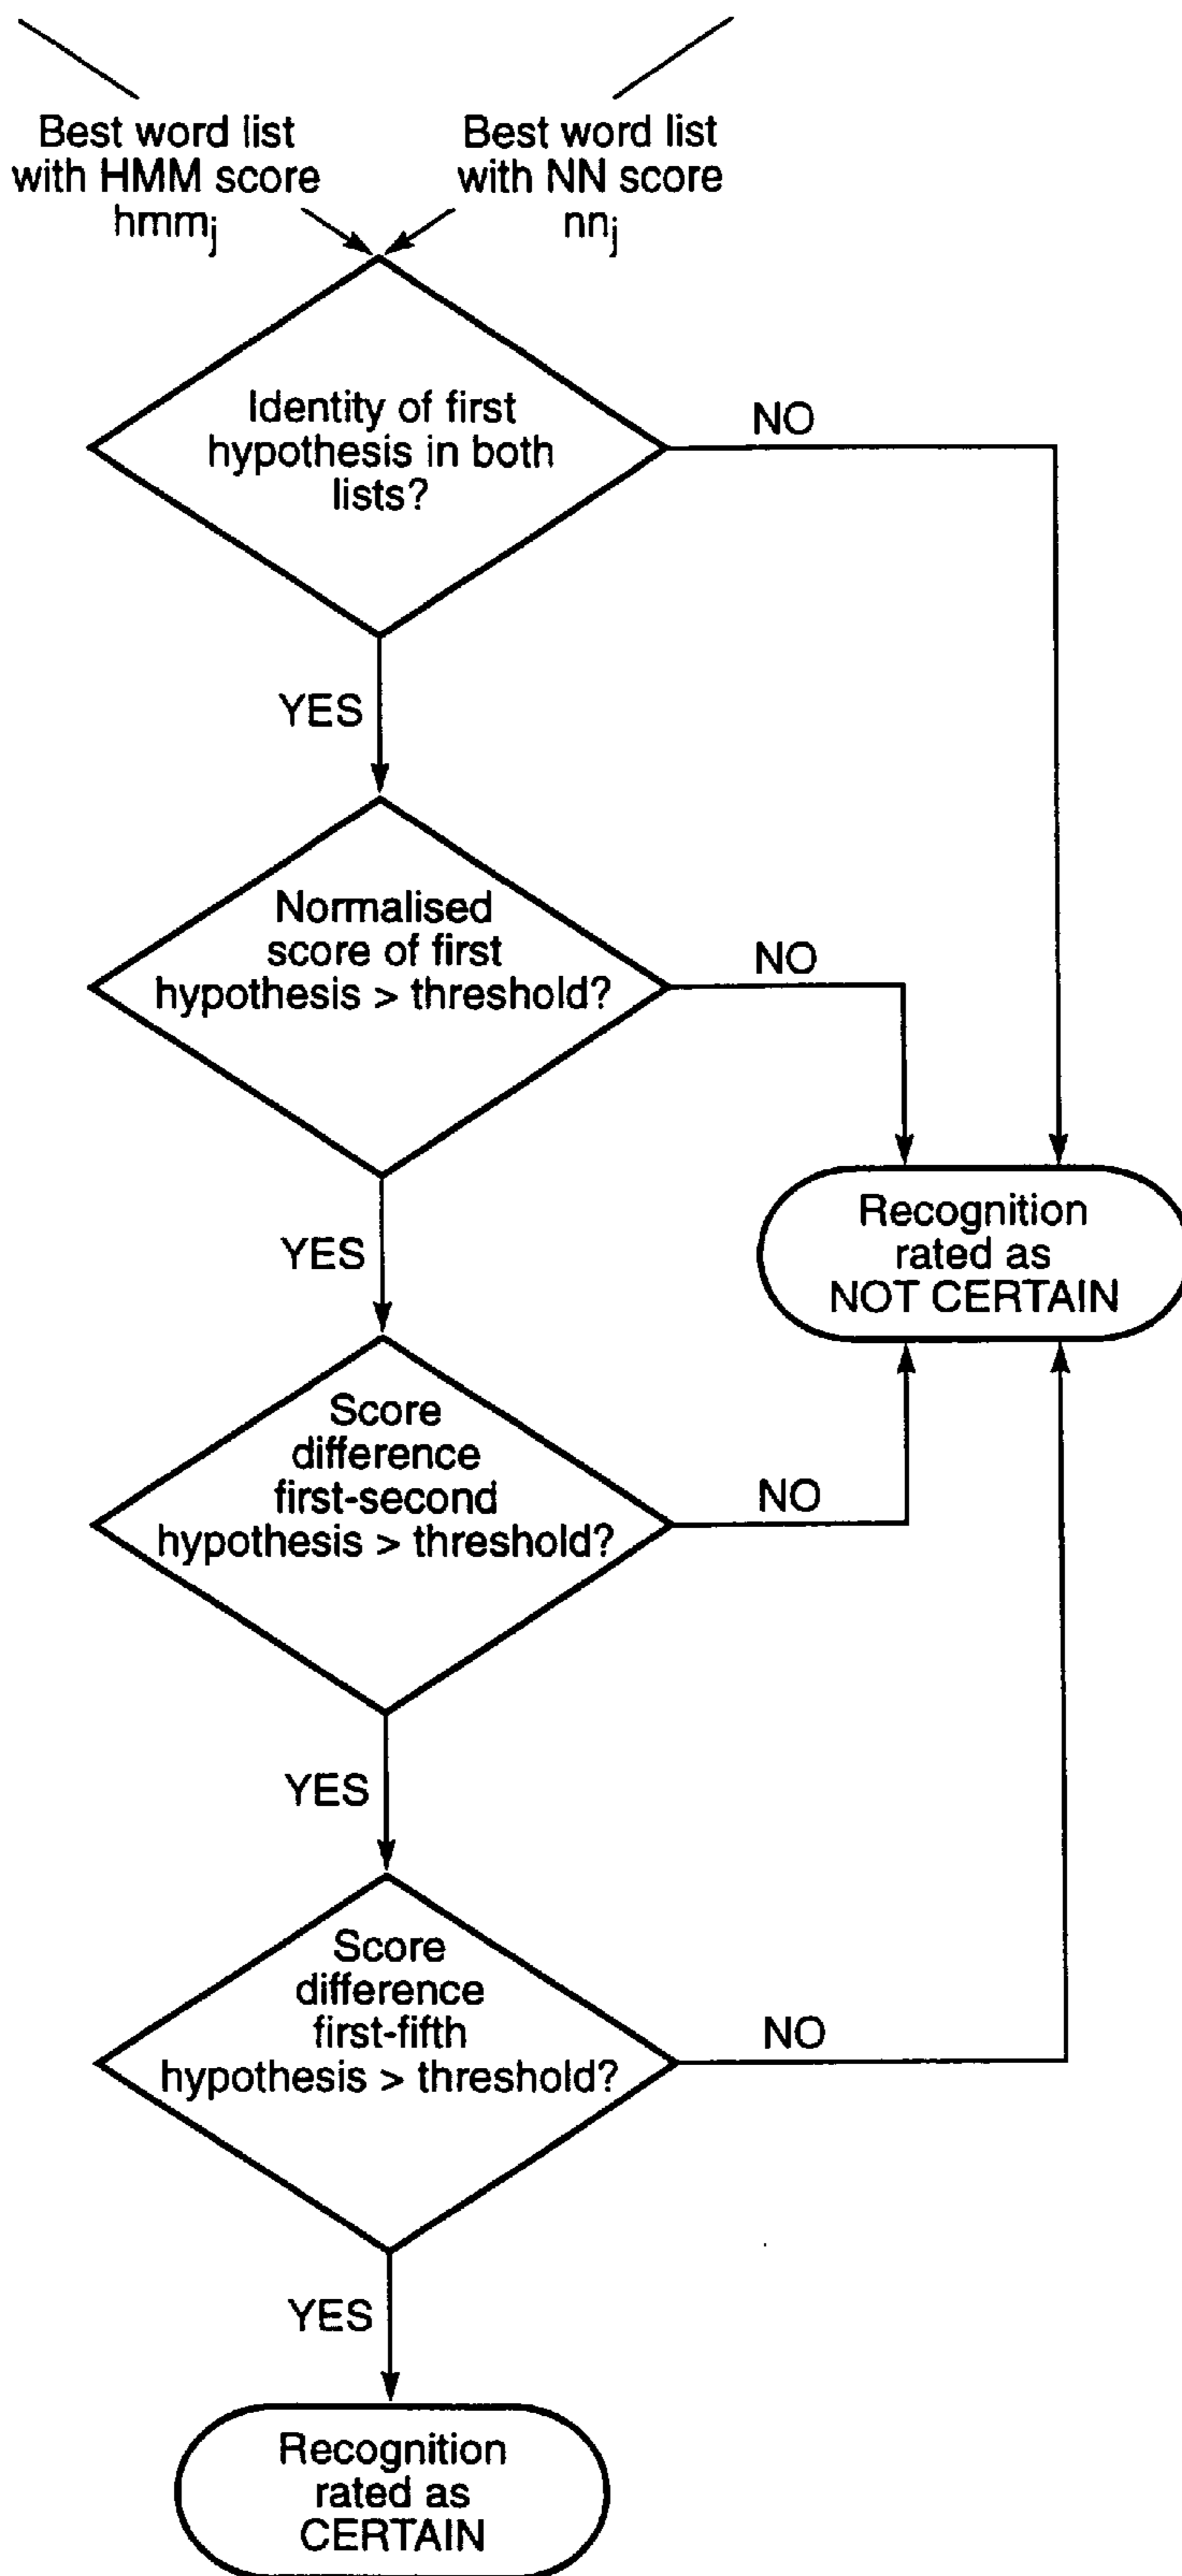 Best word list
with HMM score
hmmj
Best word list
with NN score
nnj
Identity of first
hypothesis in both
lists?
NO
YES
Normalised
score of first
hypothesis > threshold?
NO
YES
Recognition
rated as
NOT CERTAIN
Score
difference
first-second
hypothesis > threshold?
NO
YES
Score
difference
first-fifth
hypothesis > threshold?
NO
YES
Recognition
rated as
CERTAIN